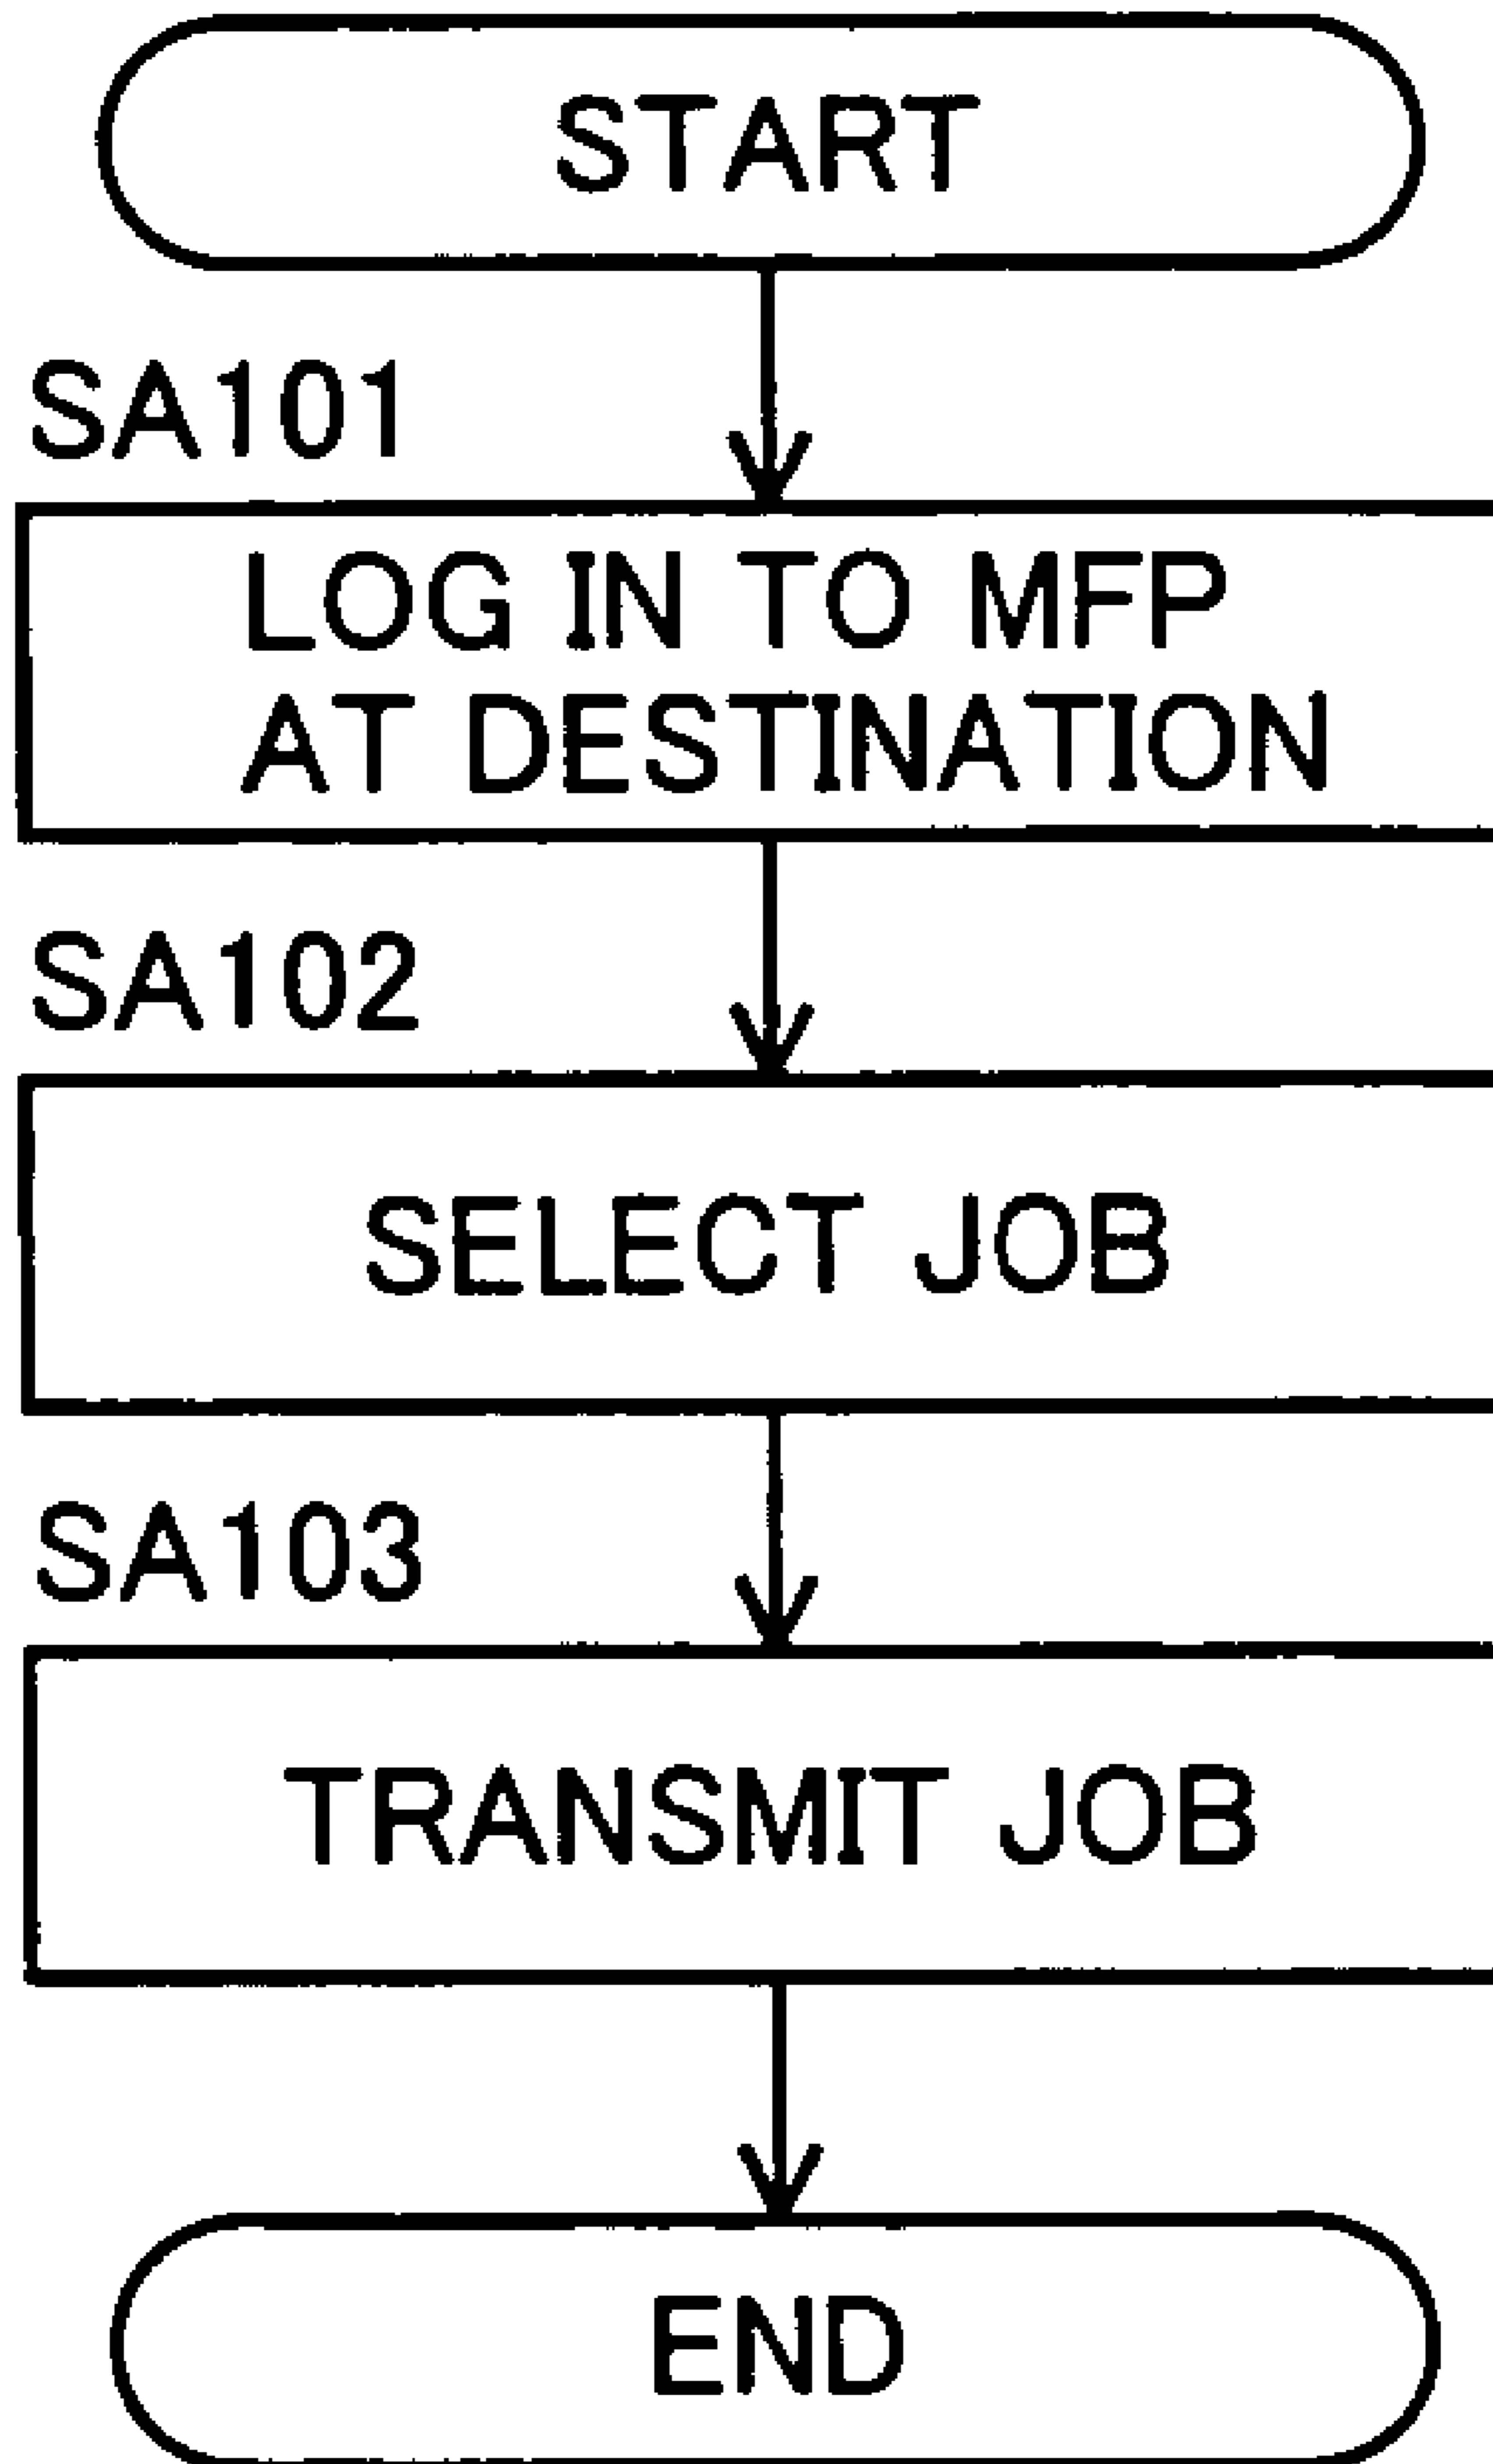 START
SA101
LOG IN TO MFP
AT DESTINATION
SA102
SELECT JOB
SA103
TRANSMIT JOB
END